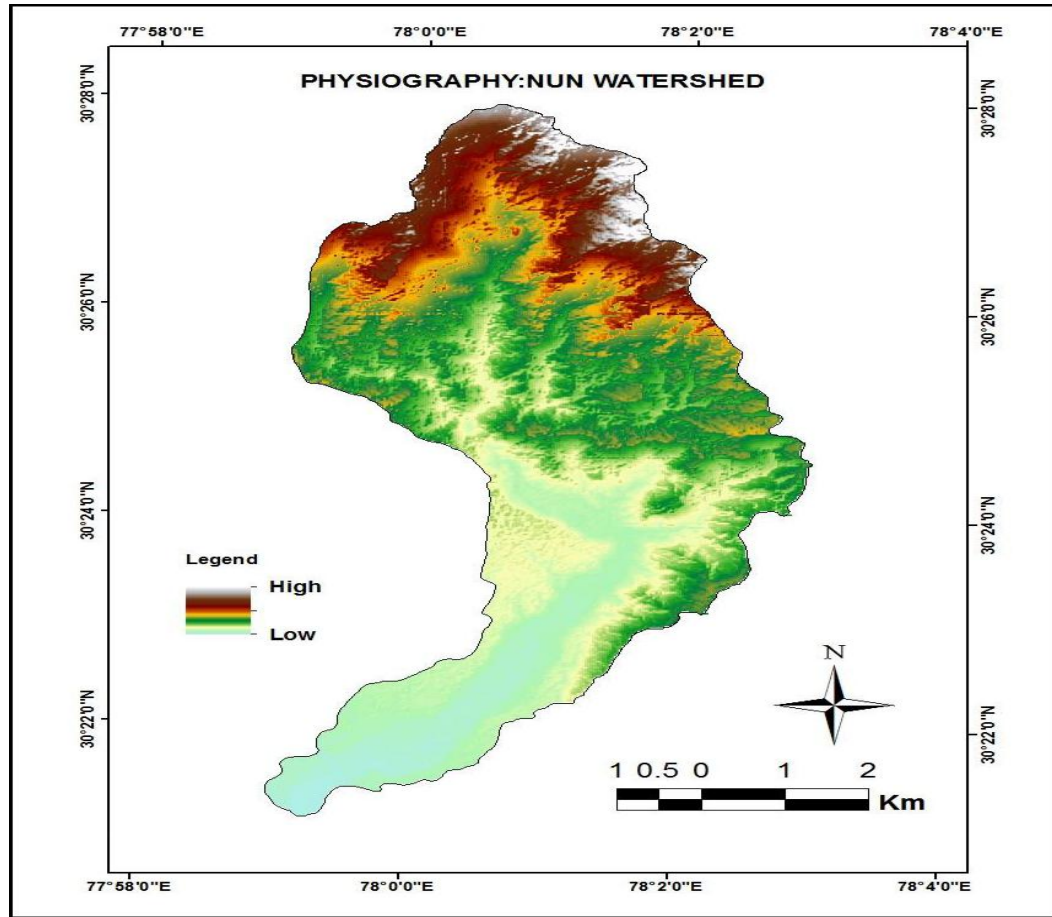 77°58'0"E 78°0'0"E 78°2'0"E 78°4'0"E
PHYSIOGRAPHY:NUN WATERSHED
30°28'0"N 30°28'0"N
30°26'0"N 30°26'0"N
30°24'0"N 30°24'0"N
Legend
High
Low
N
30°22'0"N 30°22'0"N
1 0.5 0 1 2
Km
77°58'0"E 78°0'0"E 78°2'0"E 78°4'0"E